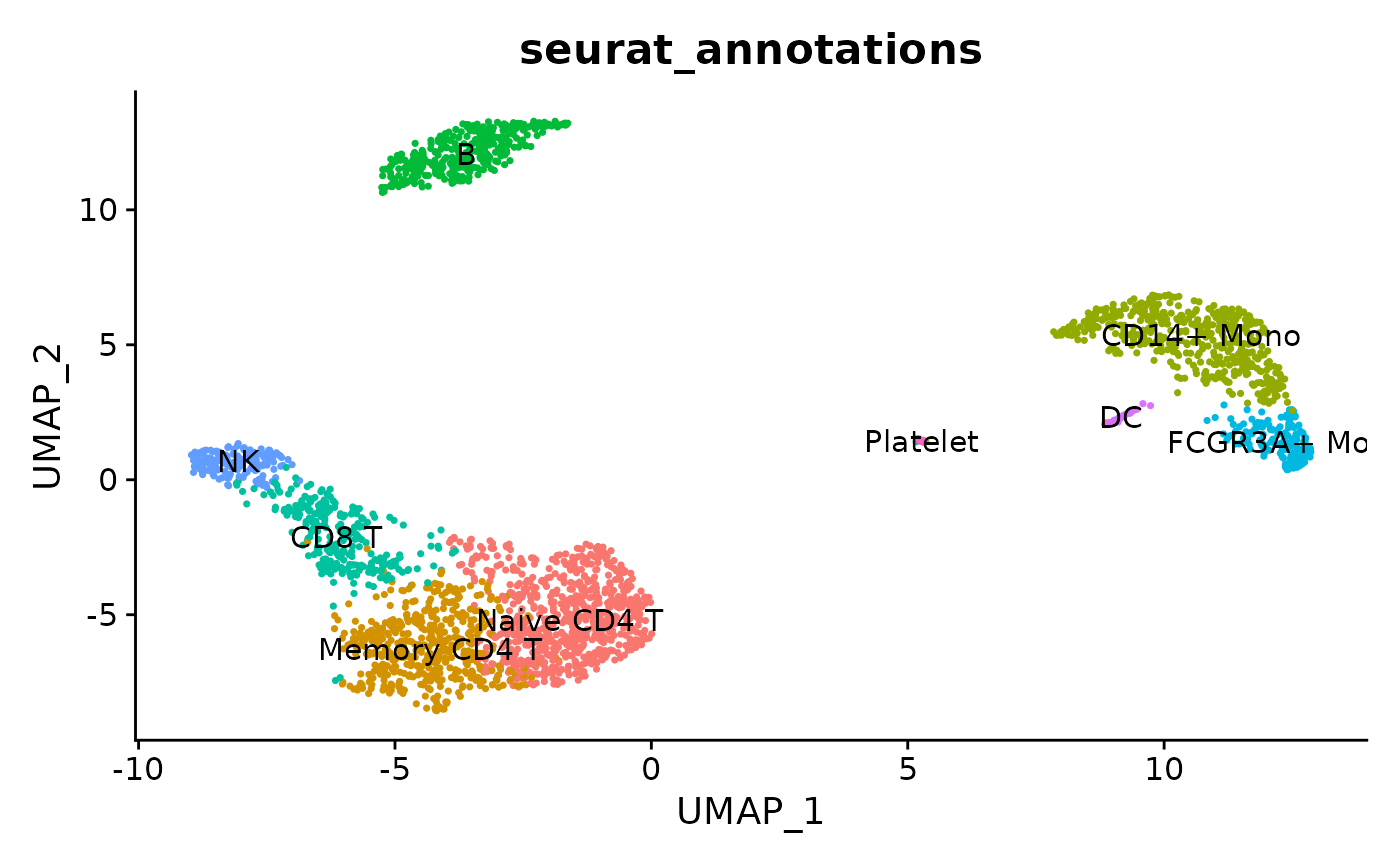 seurat_annotations
B
10
5
CD14+ Mono
DC
Platelet
FCGR3A+ Mo
UMAP_2
NK
0
CD8 T
-5
Naive CD4 T
Memory CD4 T
-10
-5
0
5
10
UMAP_1